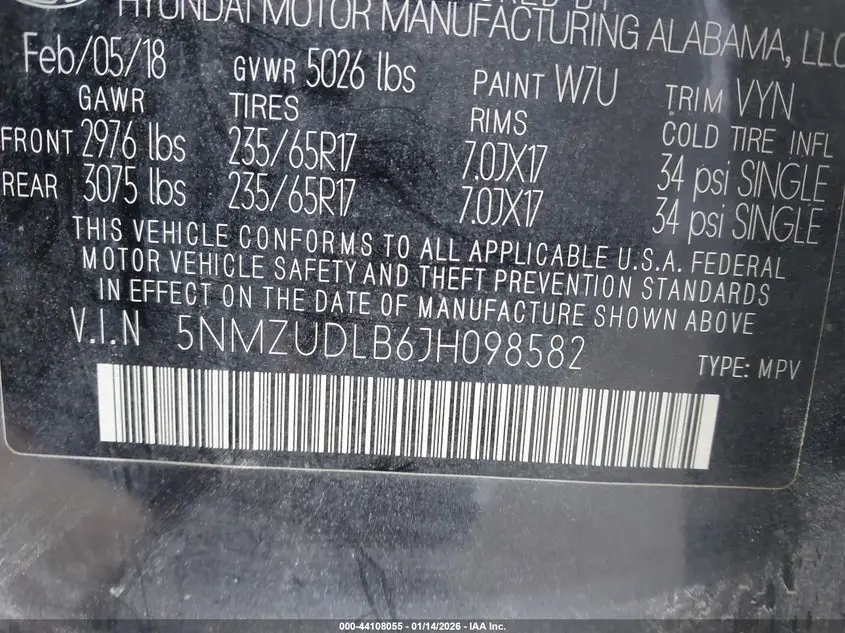 HYUNDAI MOTOR MANUFACTURING ALABAMA, LLC
Feb/05/18 GVWR 5026 lbs PAINT W7U TRIM VYN
GAWR TIRES RIMS COLD TIRE INFL
FRONT 2976 lbs 235/65R17 7.0JX17 34 psi SINGLE
REAR 3075 lbs 235/65R17 7.0JX17 34 psi SINGLE
THIS VEHICLE CONFORMS TO ALL APPLICABLE U.S.A. FEDERAL
MOTOR VEHICLE SAFETY AND THEFT PREVENTION STANDARDS
IN EFFECT ON THE DATE OF MANUFACTURE SHOWN ABOVE
V.I.N 5NMZUDLB6JH098582 TYPE: MPV
000-44108055 - 01/14/2026 - IAA Inc.